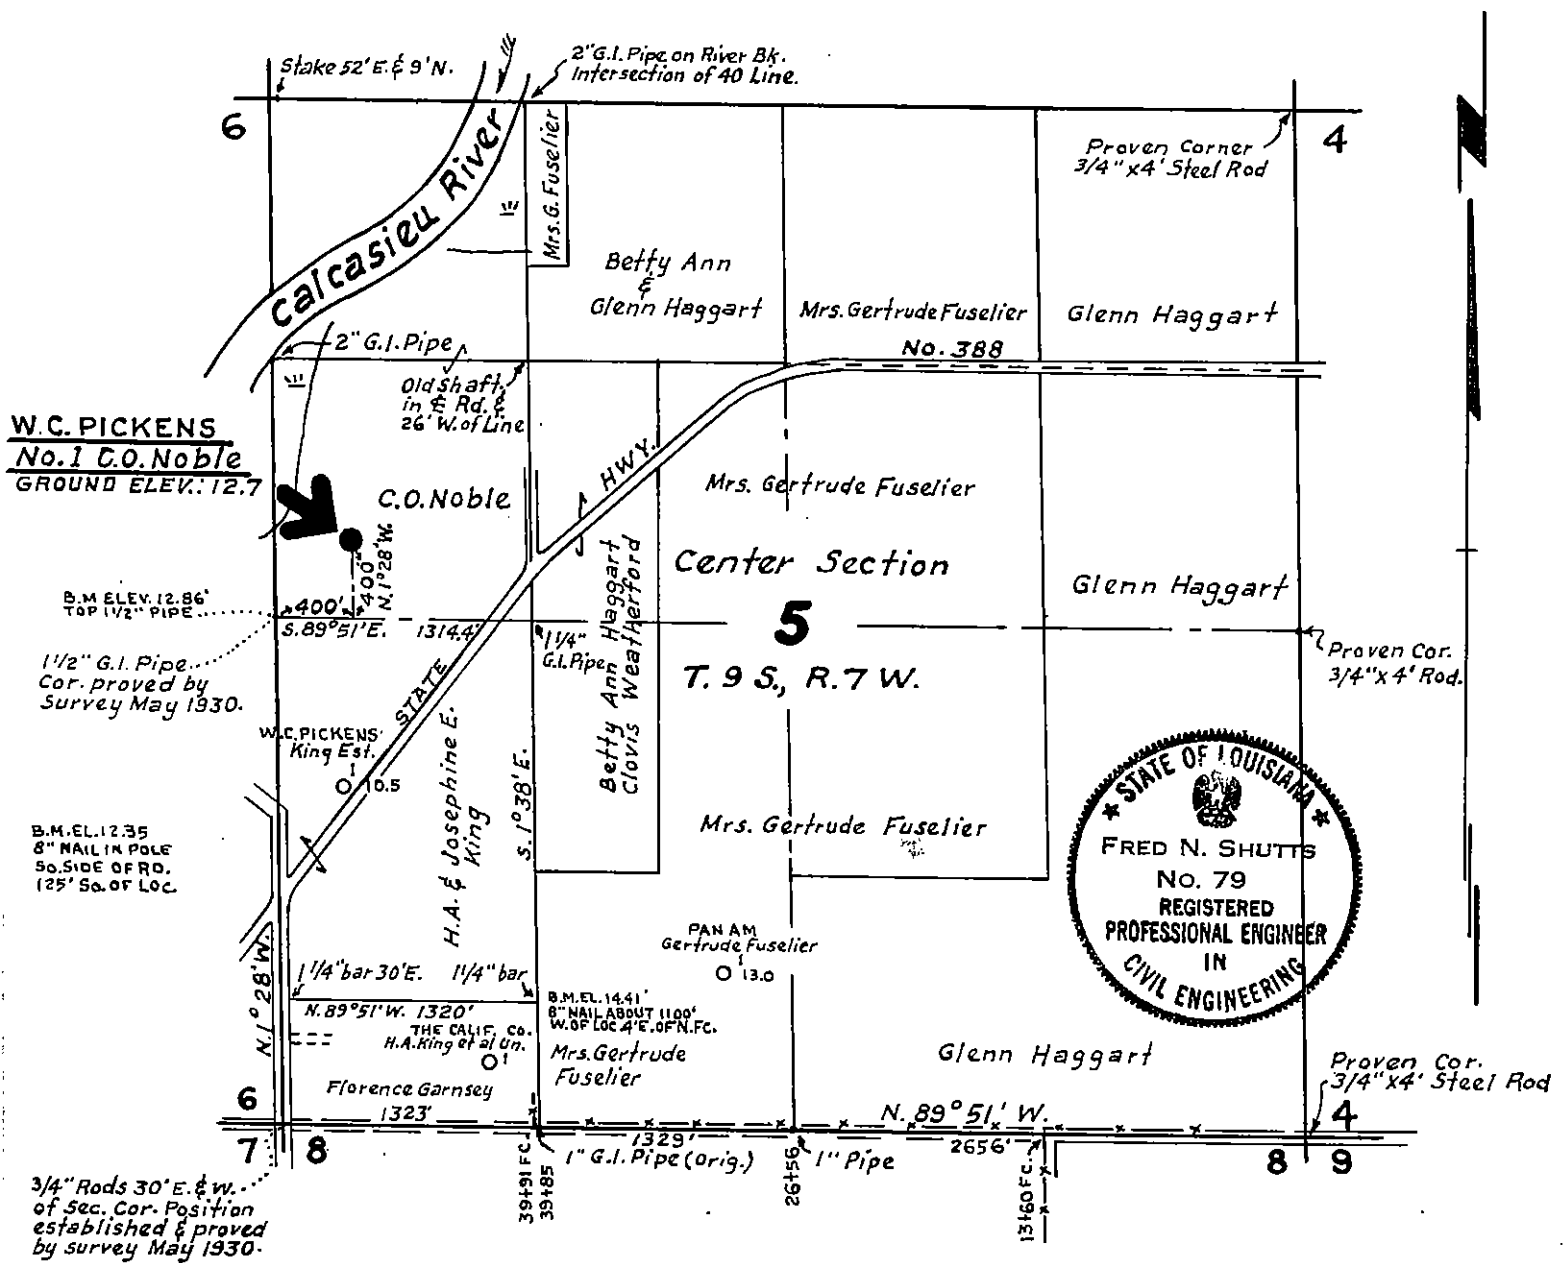 Stake 52' E. & 9' N.
2" G.I. Pipe on River Bk.
Intersection of 40 Line.
6
4
Calcasieu River
Mrs. G. Fuselier
Proven Corner
3/4" x 4' Steel Rod
Betty Ann
&
Glenn Haggart
Mrs. Gertrude Fuselier
Glenn Haggart
2" G.I. Pipe
No. 388
Old Shaft
in ℄ Rd. &
26' W. of Line
W.C. PICKENS
No. 1 C.O. Noble
GROUND ELEV.: 12.7
C.O. Noble
HWY.
Mrs. Gertrude Fuselier
400'
N. 1° 28' W.
Center Section
5
T. 9 S., R. 7 W.
Glenn Haggart
B.M ELEV. 12.86'
TOP 1 1/2" PIPE
400'
S. 89° 51' E. 1314.4'
1 1/4"
G.I. Pipe
Betty Ann Haggart
Clovis Weatherford
1 1/2" G.I. Pipe
Cor. proved by
Survey May 1930.
Proven Cor.
3/4" x 4' Rod.
STATE
W.C. PICKENS
King Est.
1
10.5
H.A. & Josephine E.
King
S. 1° 38' E.
STATE OF LOUISIANA
FRED N. SHUTTS
No. 79
REGISTERED
PROFESSIONAL ENGINEER
IN
CIVIL ENGINEERING
B.M. EL. 12.35
8" NAIL IN POLE
SO. SIDE OF RD.
125' SO. OF LOC.
Mrs. Gertrude Fuselier
PAN AM
Gertrude Fuselier
1
13.0
N. 1° 28' W.
1 1/4" bar 30' E.
1 1/4" bar
N. 89° 51' W. 1320'
B.M. EL. 14.41'
8" NAIL ABOUT 1100'
W. OF LOC 4' E. OF N. FC.
THE CALIF. CO.
H.A. King et al Un.
1
Mrs. Gertrude
Fuselier
Glenn Haggart
Proven Cor.
3/4" x 4' Steel Rod
Florence Garnsey
1323'
N. 89° 51' W.
6
4
7
8
1329'
2656'
8
9
1" G.I. Pipe (Orig.)
1" Pipe
39+91 FC.
39+85
26+56
13+60 FC.
3/4" Rods 30' E. & W.
of Sec. Cor. Position
established & proved
by survey May 1930.